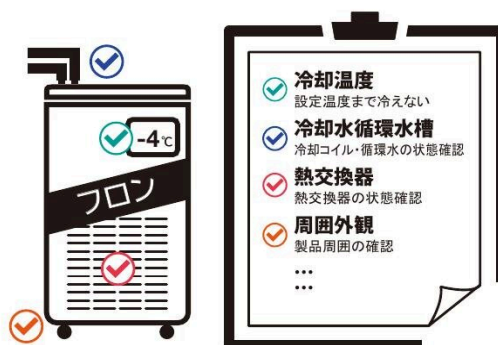 -4℃
フロン
冷却温度
設定温度まで冷えない
冷却水循環水槽
冷却コイル・循環水の状態確認
熱交換器
熱交換器の状態確認
周囲外観
製品周囲の確認
…
…